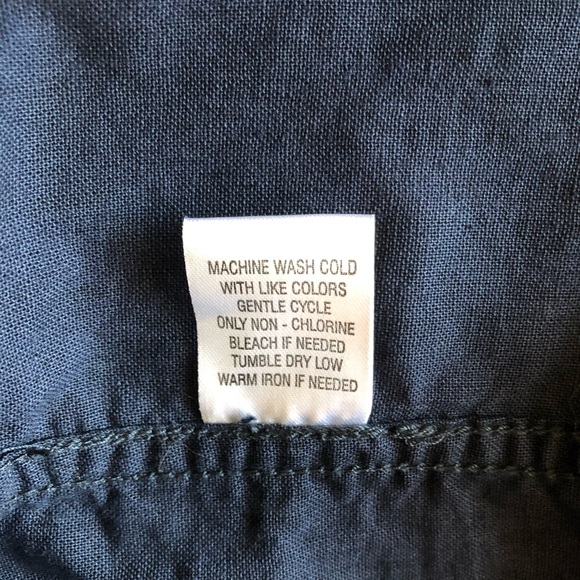 MACHINE WASH COLD
WITH LIKE COLORS
GENTLE CYCLE
ONLY NON - CHLORINE
BLEACH IF NEEDED
TUMBLE DRY LOW
WARM IRON IF NEEDED